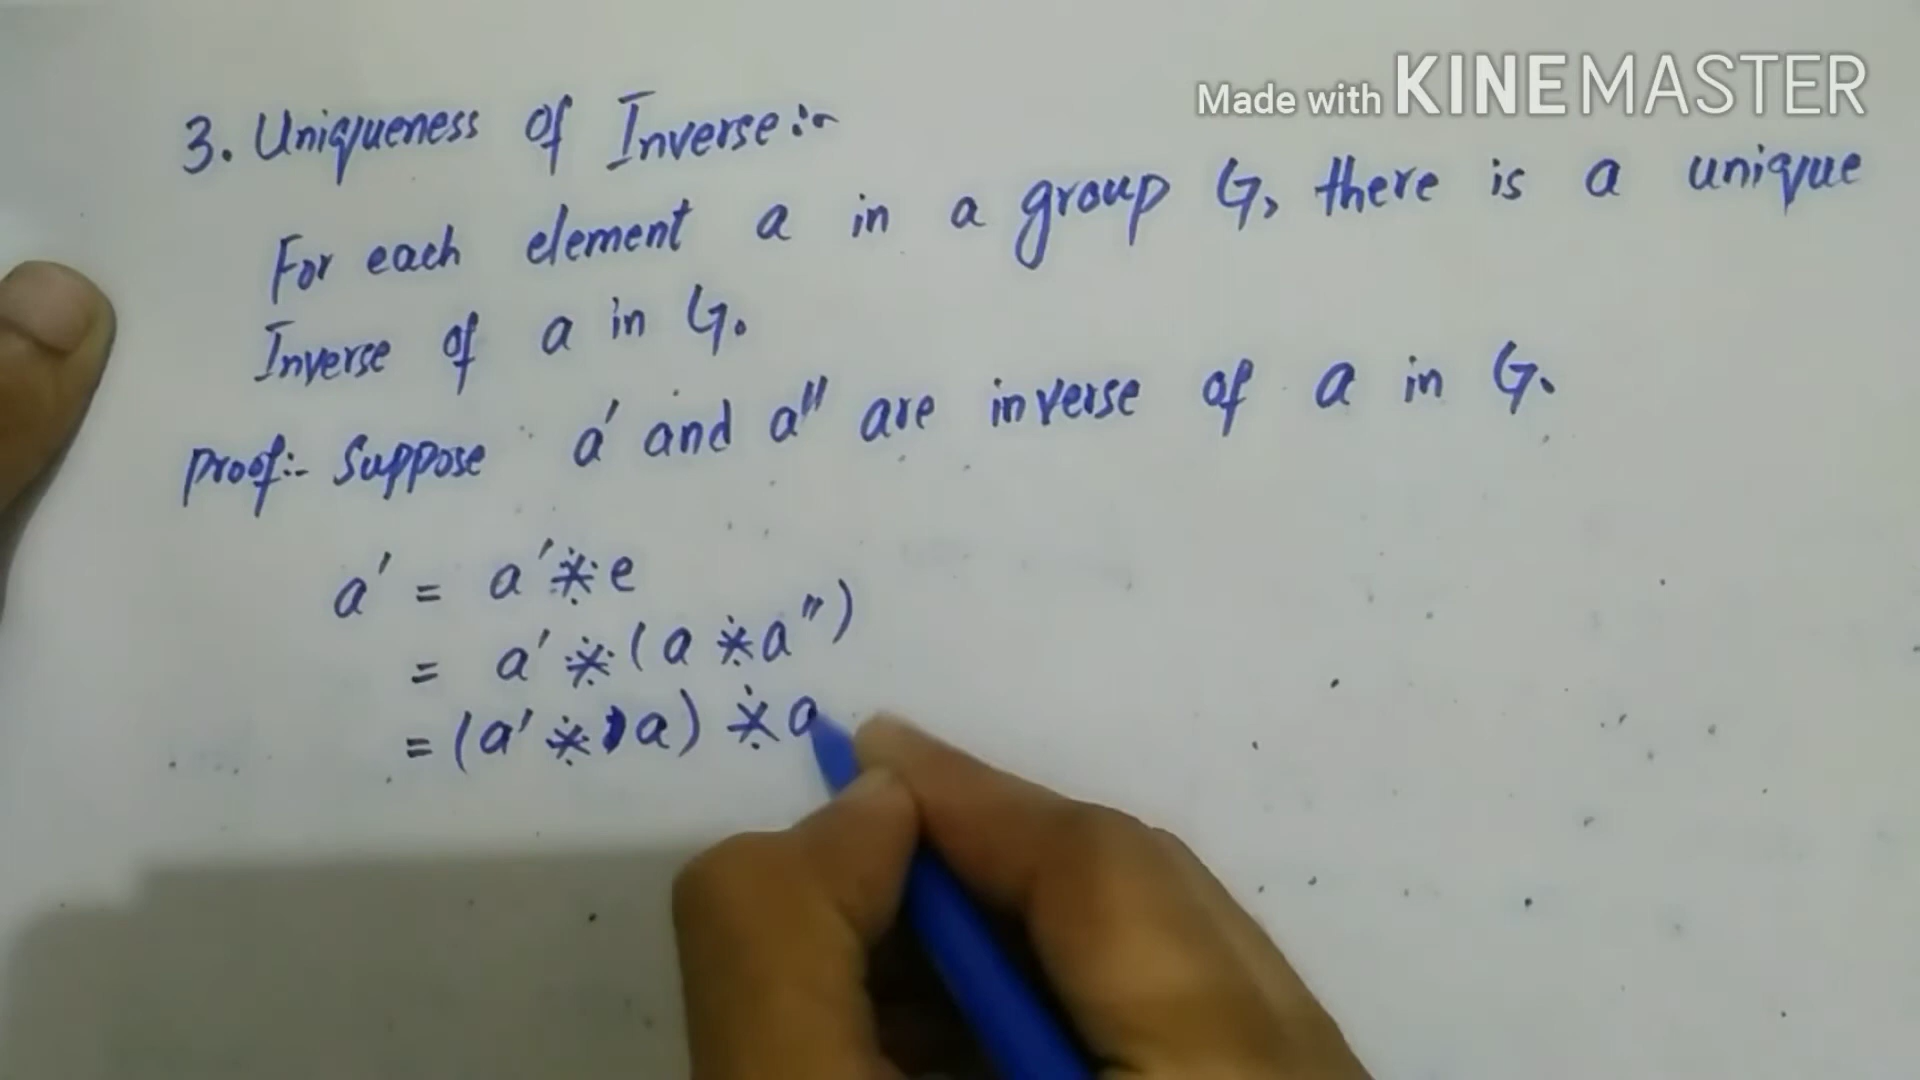 Made with KINEMASTER
3. Uniqueness of Inverse:-
For each element a in a group G, there is a unique
Inverse of a in G.
Proof:- Suppose a' and a'' are inverse of a in G.
a' = a' * e
= a' * (a * a'')
= (a' * a) * a